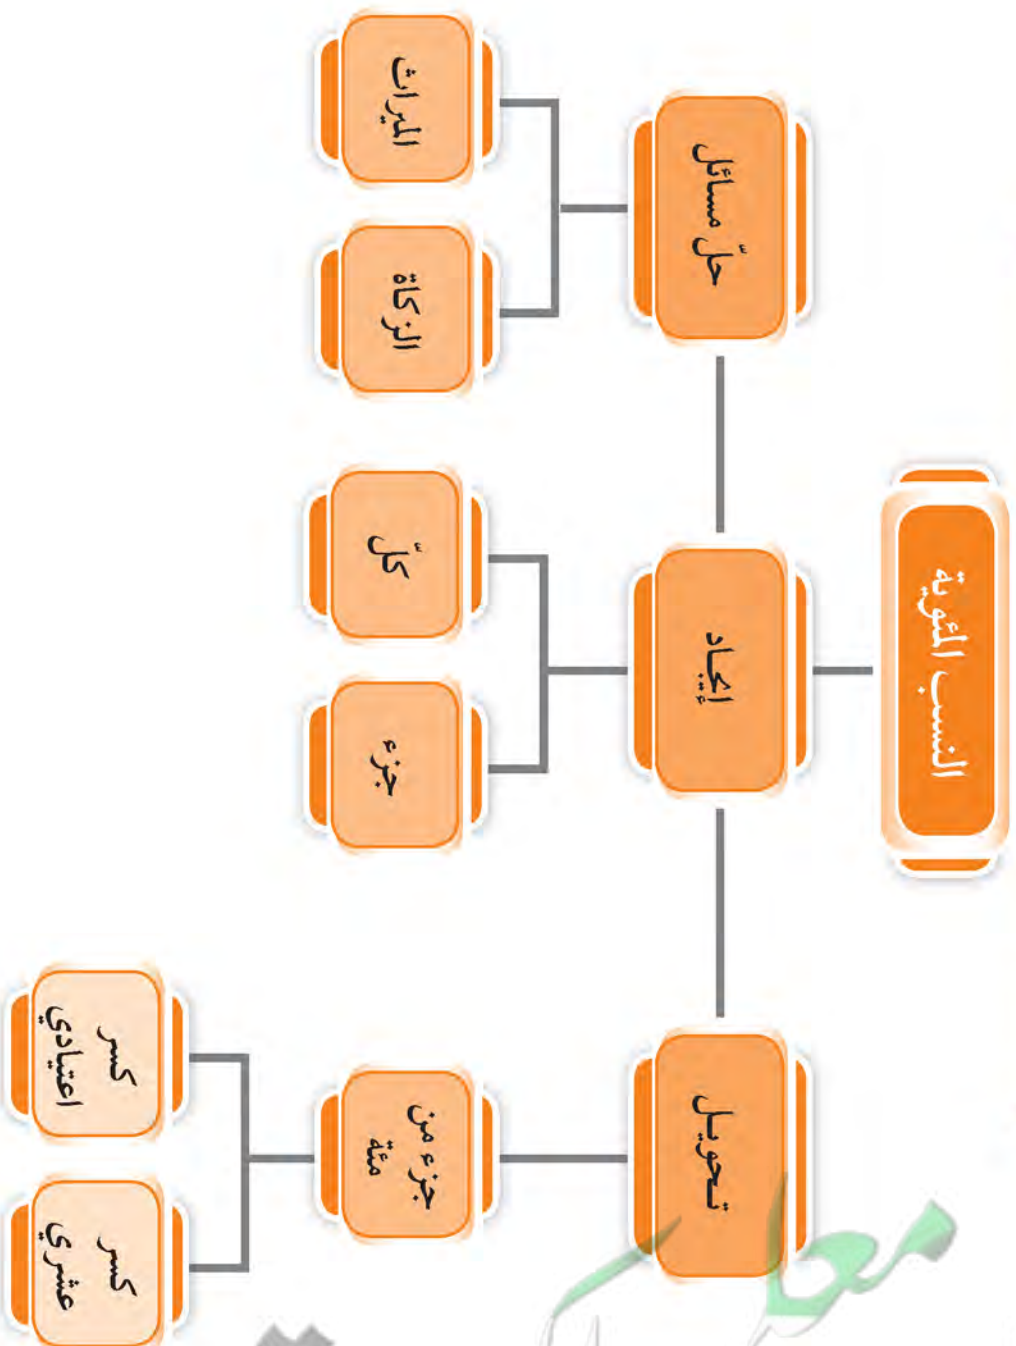 النسب المئوية
تحويل
إيجاد
حلّ مسائل
جزء من
مئة
جزء
كلّ
الزكاة
الميراث
كسر
عشري
كسر
اعتيادي